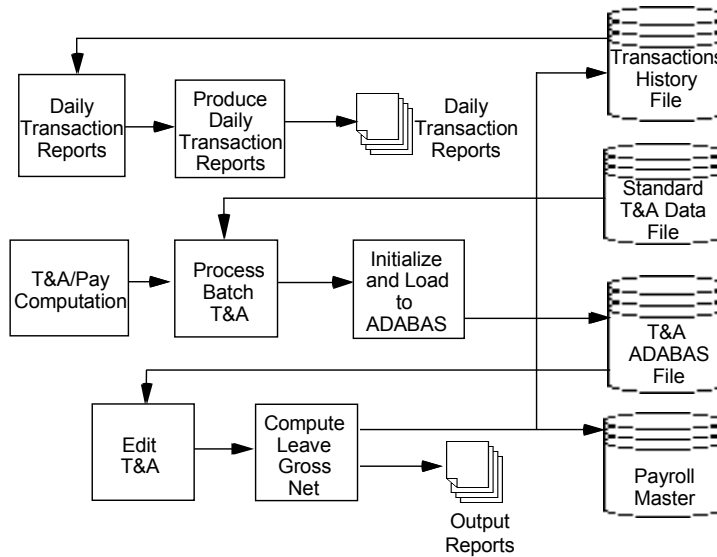 Daily
Transaction
Reports
Produce
Daily
Transaction
Reports
Daily
Transaction
Reports
Transactions
History
File
Standard
T&A Data
File
T&A/Pay
Computation
Process
Batch
T&A
Initialize
and Load
to
ADABAS
T&A
ADABAS
File
Edit
T&A
Compute
Leave
Gross
Net
Output
Reports
Payroll
Master